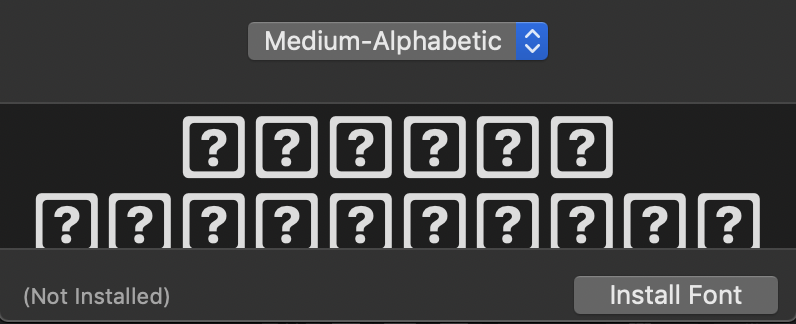 Medium-Alphabetic
? ? ? ? ? ?
? ? ? ? ? ? ? ? ? ?
(Not Installed)
Install Font